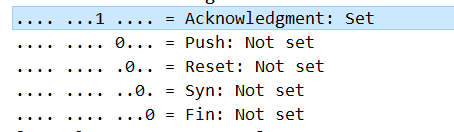 .... ...1 .... = Acknowledgment: Set
.... .... 0... = Push: Not set
.... .... .0.. = Reset: Not set
.... .... ..0. = Syn: Not set
.... .... ...0 = Fin: Not set